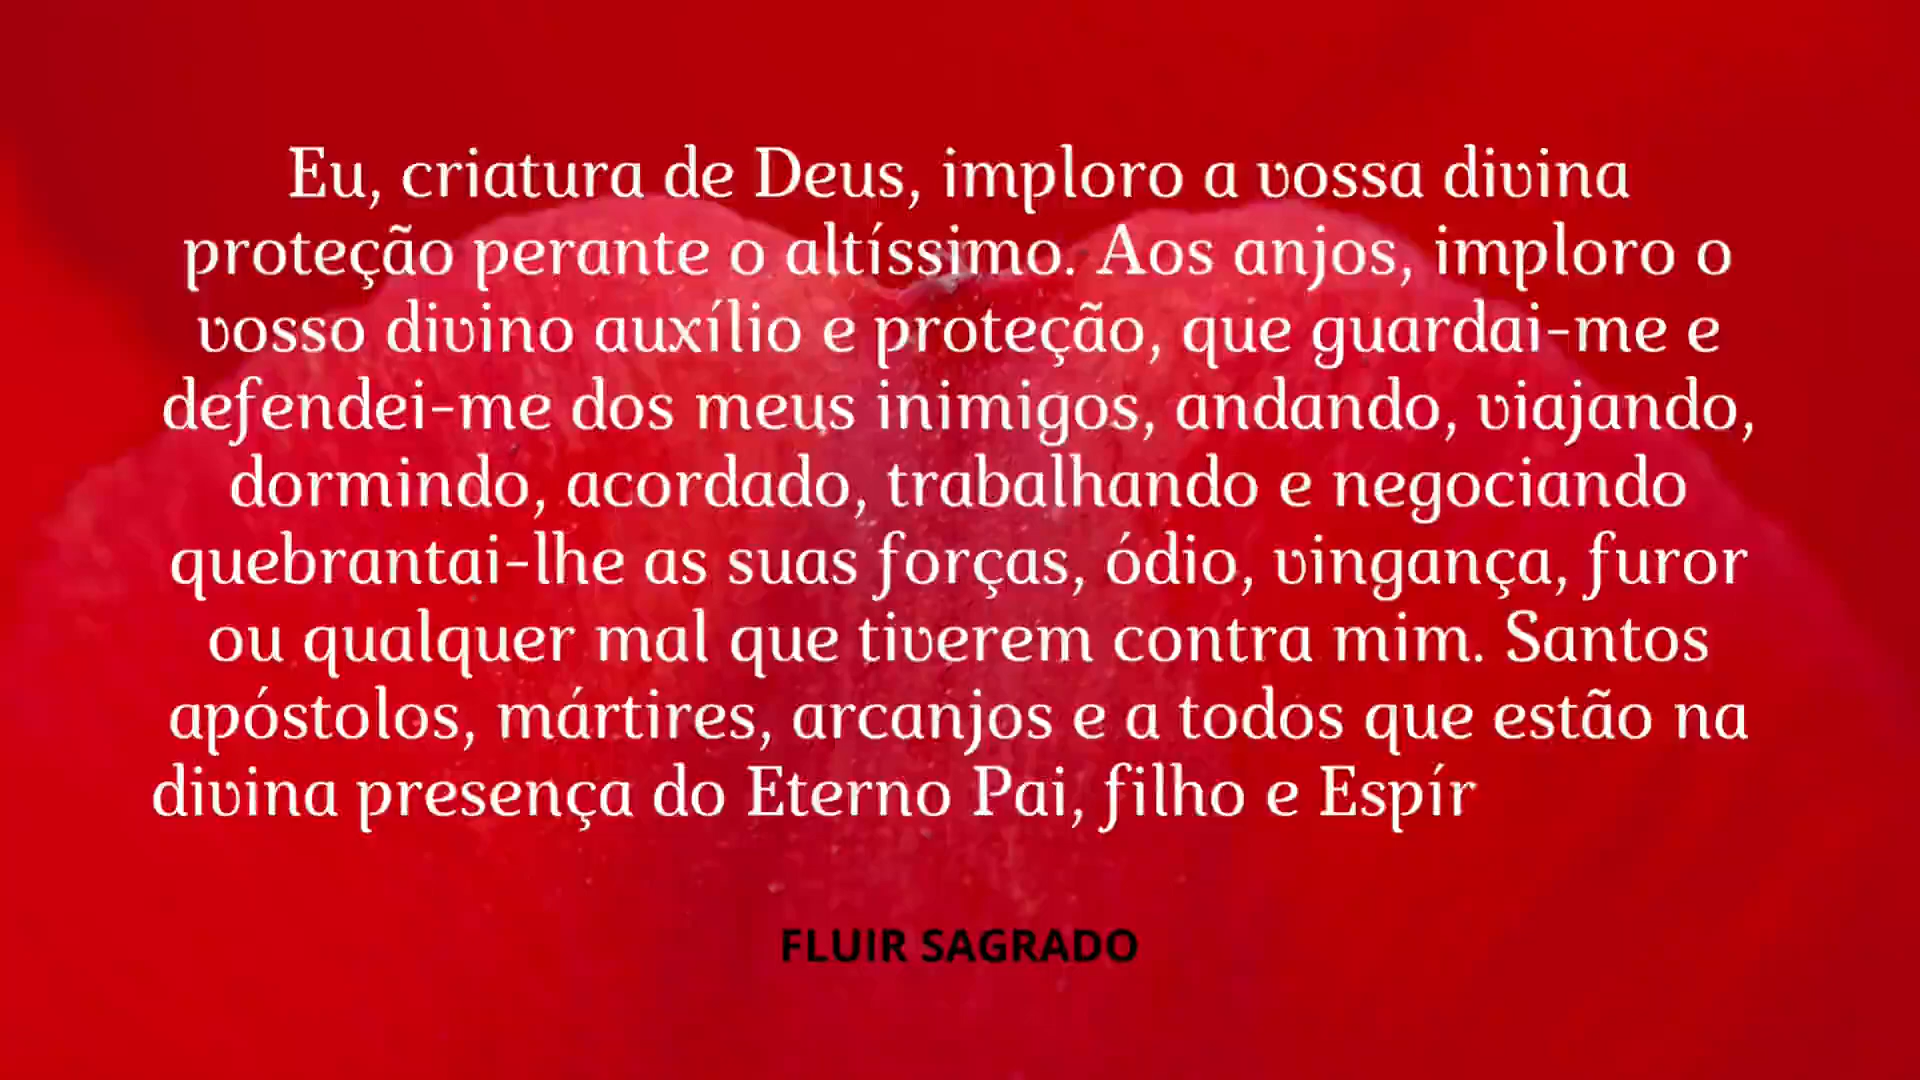 Eu, criatura de Deus, imploro a vossa divina
proteção perante o altíssimo. Aos anjos, imploro o
vosso divino auxílio e proteção, que guardai-me e
defendei-me dos meus inimigos, andando, viajando,
dormindo, acordado, trabalhando e negociando
quebrantai-lhe as suas forças, ódio, vingança, furor
ou qualquer mal que tiverem contra mim. Santos
apóstolos, mártires, arcanjos e a todos que estão na
divina presença do Eterno Pai, filho e Espír
FLUIR SAGRADO